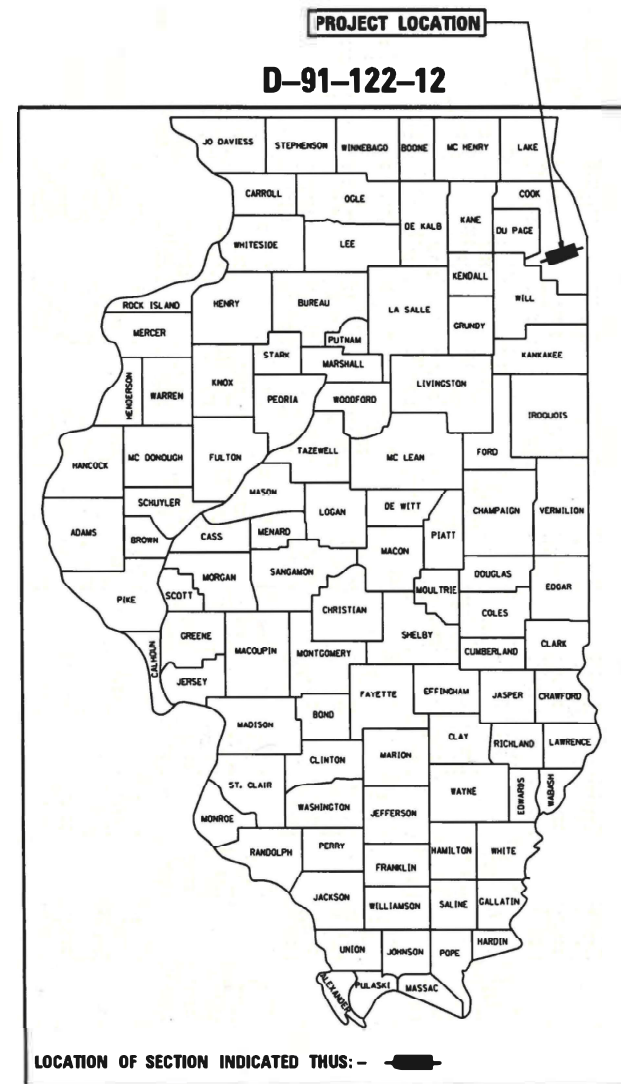 PROJECT LOCATION
D-91-122-12
JO DAVIESS
STEPHENSON
WINNEBAGO
BOONE
MC HENRY
LAKE
CARROLL
OGLE
DE KALB
KANE
COOK
DU PAGE
WHITESIDE
LEE
KENDALL
WILL
ROCK ISLAND
HENRY
BUREAU
LA SALLE
GRUNDY
MERCER
PUTNAM
STARK
MARSHALL
KANKAKEE
HENDERSON
WARREN
KNOX
PEORIA
WOODFORD
LIVINGSTON
IROQUOIS
HANCOCK
MC DONOUGH
FULTON
TAZEWELL
MC LEAN
FORD
MASON
SCHUYLER
LOGAN
DE WITT
CHAMPAIGN
VERMILION
ADAMS
BROWN
CASS
MENARD
MACON
PIATT
PIKE
SCOTT
MORGAN
SANGAMON
MOULTRIE
DOUGLAS
EDGAR
CHRISTIAN
COLES
CALHOUN
GREENE
MACOUPIN
MONTGOMERY
SHELBY
CUMBERLAND
CLARK
JERSEY
FAYETTE
EFFINGHAM
JASPER
CRAWFORD
MADISON
BOND
CLAY
RICHLAND
LAWRENCE
CLINTON
MARION
ST. CLAIR
WAYNE
EDWARDS
WABASH
WASHINGTON
MONROE
JEFFERSON
RANDOLPH
PERRY
HAMILTON
WHITE
FRANKLIN
JACKSON
WILLIAMSON
SALINE
GALLATIN
UNION
JOHNSON
POPE
HARDIN
ALEXANDER
PULASKI
MASSAC
LOCATION OF SECTION INDICATED THUS: -